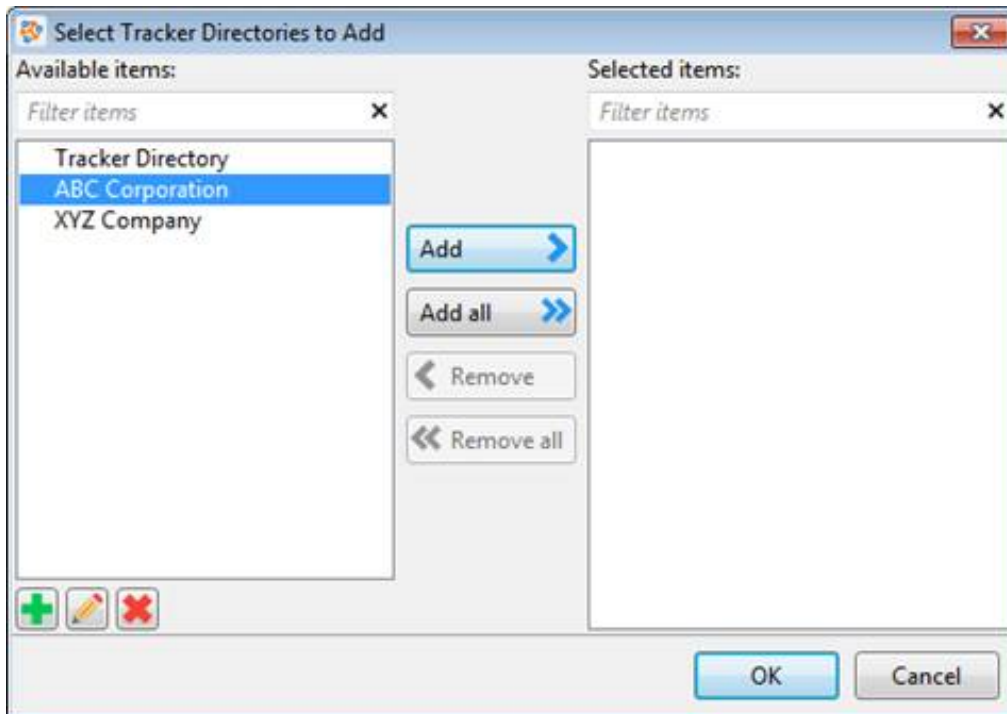 Select Tracker Directories to Add
Available items:
Selected items:
Filter items
Filter items
Tracker Directory
ABC Corporation
XYZ Company
Add
Add all
Remove
Remove all
OK
Cancel